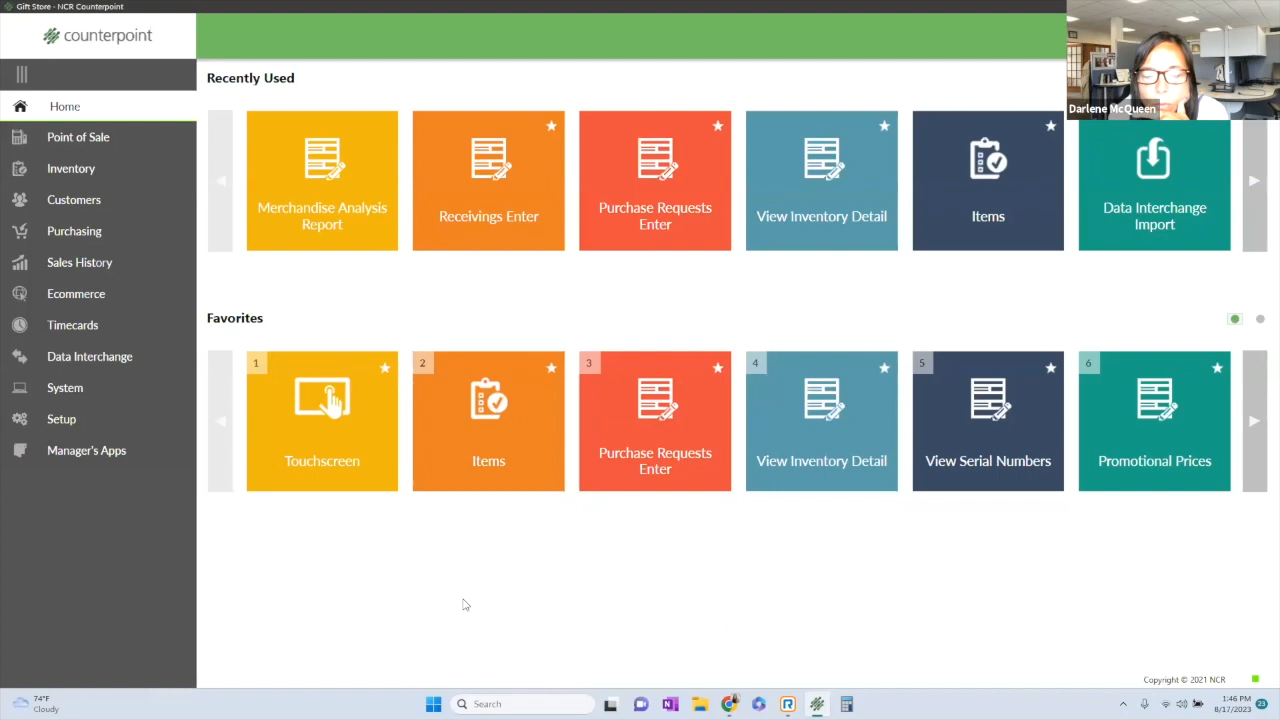 Gift Store - NCR Counterpoint
counterpoint
Home
Point of Sale
Inventory
Customers
Purchasing
Sales History
Ecommerce
Timecards
Data Interchange
System
Setup
Manager's Apps
Recently Used
Merchandise Analysis
Report
Receivings Enter
Purchase Requests
Enter
View Inventory Detail
Items
Data Interchange
Import
Darlene McQueen
Favorites
1
Touchscreen
2
Items
3
Purchase Requests
Enter
4
View Inventory Detail
5
View Serial Numbers
6
Promotional Prices
Copyright © 2021 NCR
74°F
Cloudy
Search
1:46 PM
8/17/2023
23